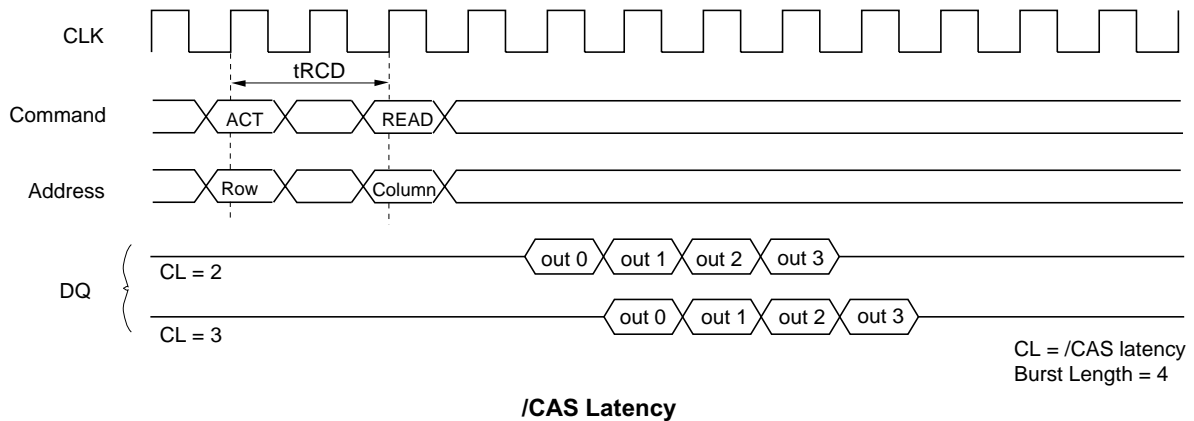 CLK
tRCD
Command
ACT
READ
Address
Row
Column
DQ
CL = 2
out 0
out 1
out 2
out 3
CL = 3
out 0
out 1
out 2
out 3
CL = /CAS latency
Burst Length = 4
/CAS Latency